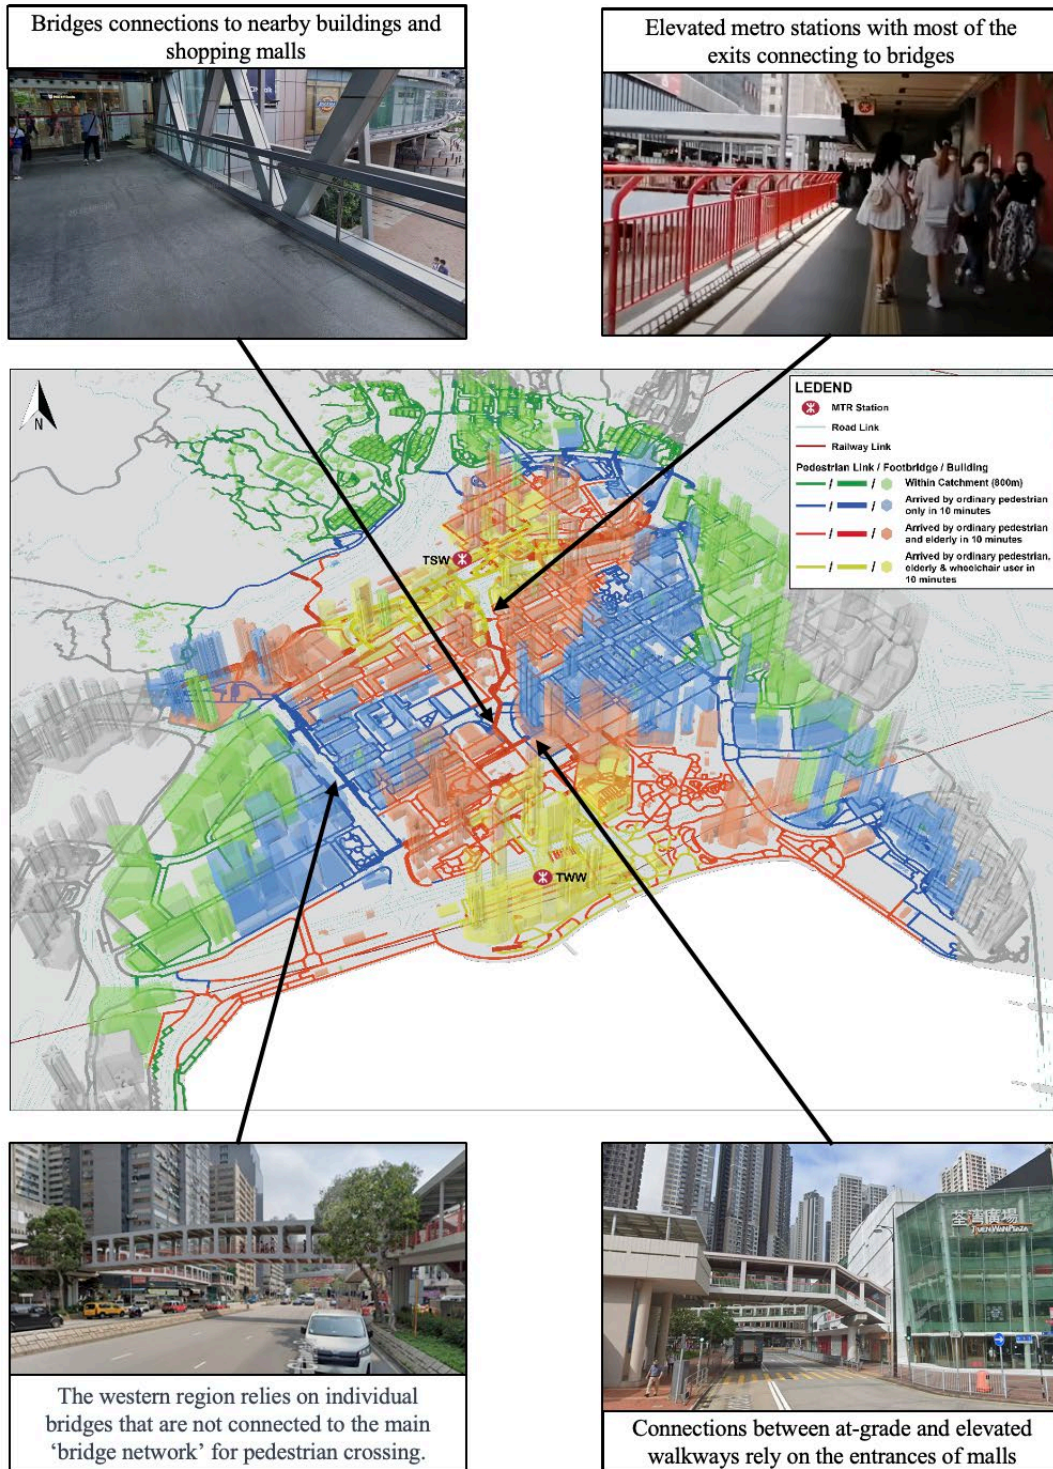 Bridges connections to nearby buildings and
shopping malls
Elevated metro stations with most of the
exits connecting to bridges
N
LEDEND
MTR Station
Road Link
Railway Link
Pedestrian Link / Footbridge / Building
/ / Within Catchment (800m)
/ / Arrived by ordinary pedestrian
only in 10 minutes
/ / Arrived by ordinary pedestrian
and elderly in 10 minutes
/ / Arrived by ordinary pedestrian,
elderly & wheelchair user in
10 minutes
TSW
TWW
荃灣廣場
TSUEN WAN PLAZA
The western region relies on individual
bridges that are not connected to the main
‘bridge network’ for pedestrian crossing.
Connections between at-grade and elevated
walkways rely on the entrances of malls